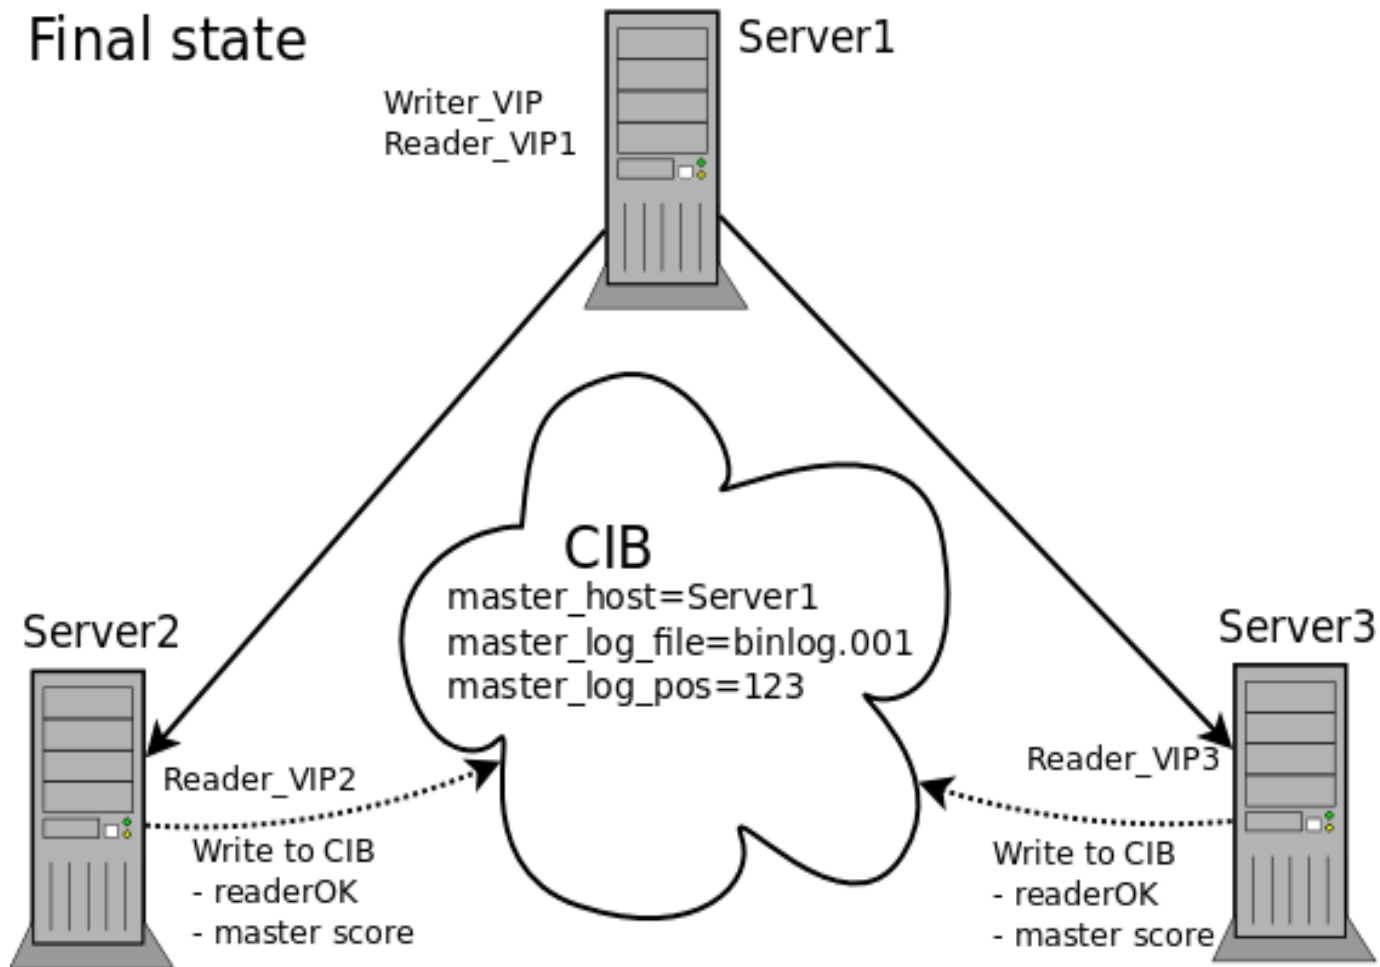 Final state
Server1
Writer_VIP
Reader_VIP1
CIB
master_host=Server1
master_log_file=binlog.001
master_log_pos=123
Server2
Reader_VIP2
Write to CIB
- readerOK
- master score
Server3
Reader_VIP3
Write to CIB
- readerOK
- master score